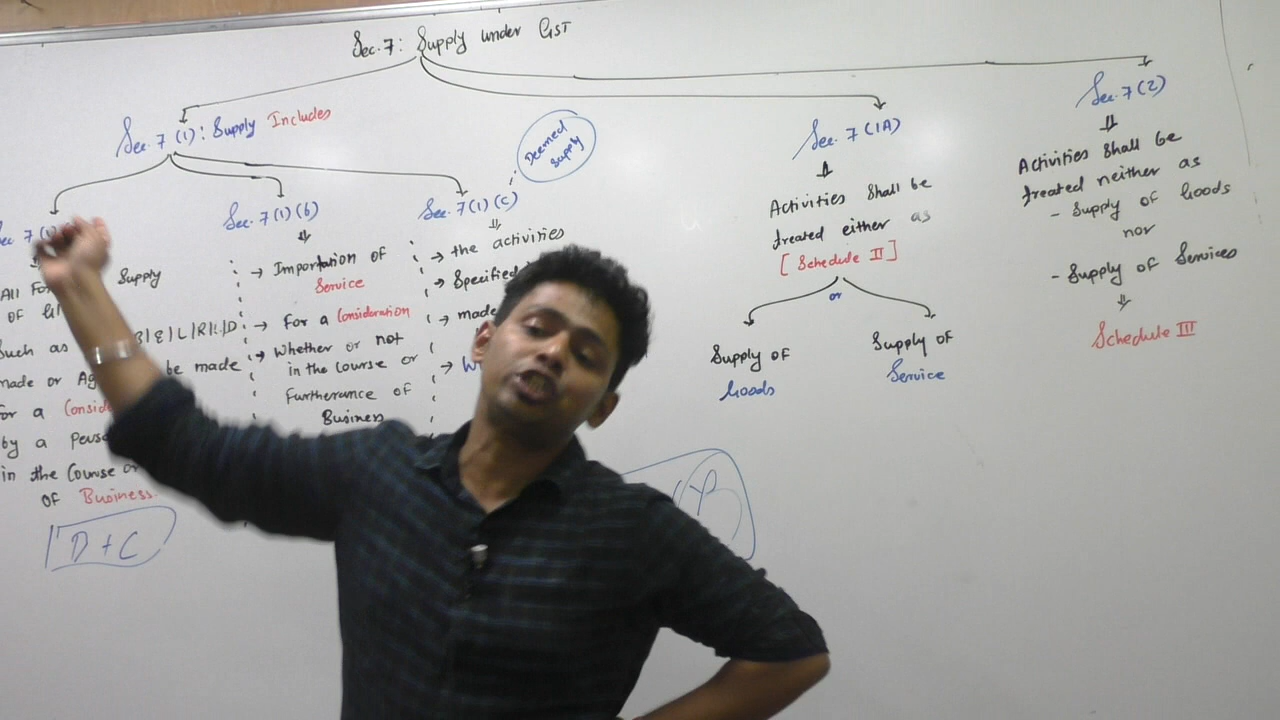 Sec. 7 : Supply under GST
Sec. 7 (1) : Supply Includes
Deemed
Supply
Sec. 7 (1A)
Sec. 7 (2)
Sec. 7 (1) (b)
Sec. 7 (1) (c)
Supply
of
Such as
made or
be made
for a
by a
in the Course
of Business.
D + C
→ Importation of
Service
→ For a Consideration
→ Whether or not
in the Course or
Furtherance of
Business
→ the activities
→ Specified
→ made
Activities Shall be
treated either as
[ Schedule II ]
or
Supply of
Goods
Supply of
Service
Activities Shall be
treated neither as
- Supply of Goods
nor
- Supply of Services
Schedule III